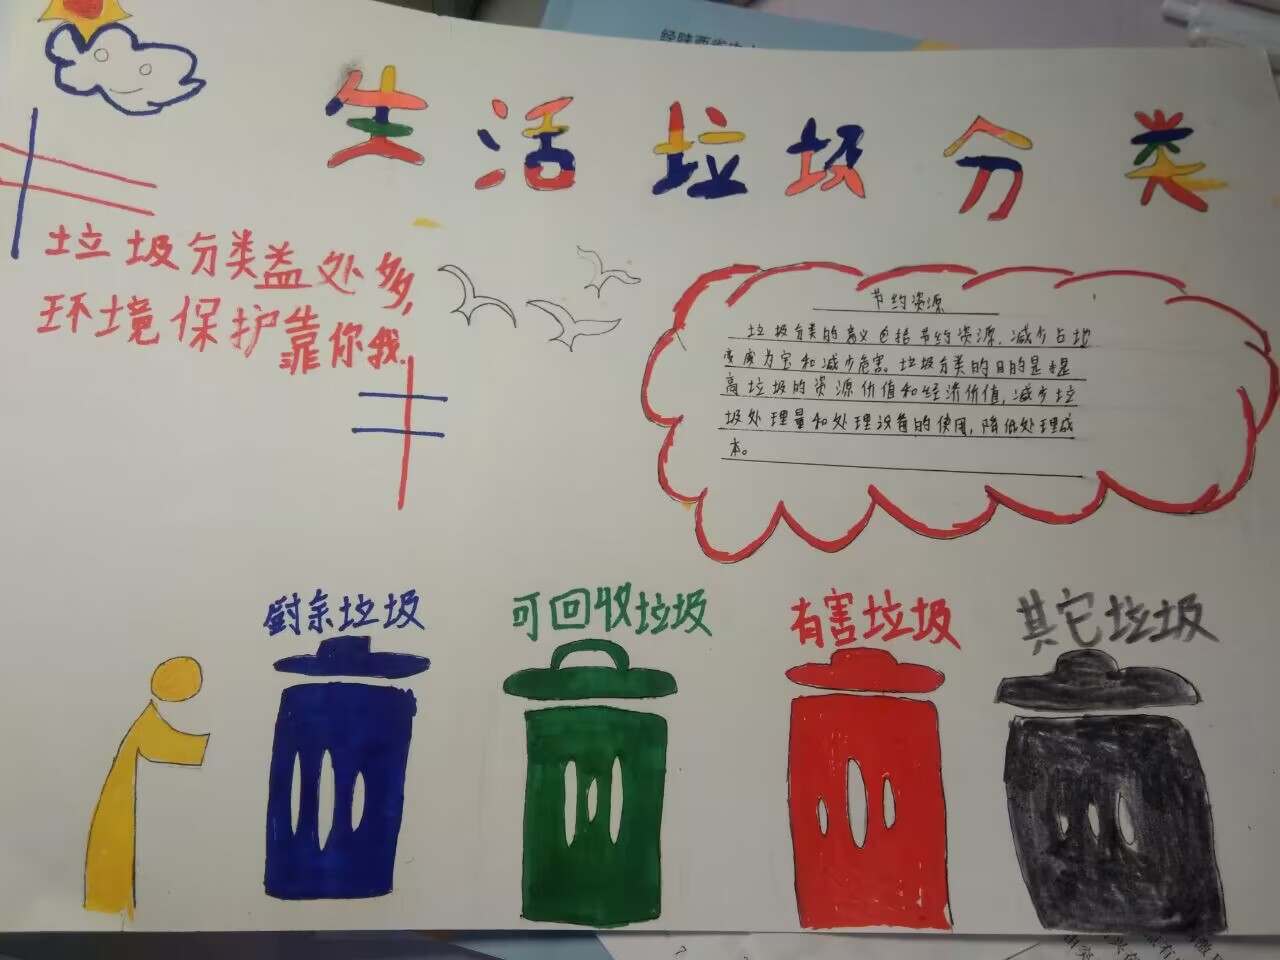 生活垃圾分类
垃圾分类益处多,
环境保护靠你我.
节约资源
垃圾分类的意义包括节约资源.减少占地
变废为宝和减少危害.垃圾分类的目的是提
高垃圾的资源价值和经济价值,减少垃
圾处理量和处理设备的使用,降低处理成
本。
厨余垃圾 可回收垃圾 有害垃圾 其它垃圾